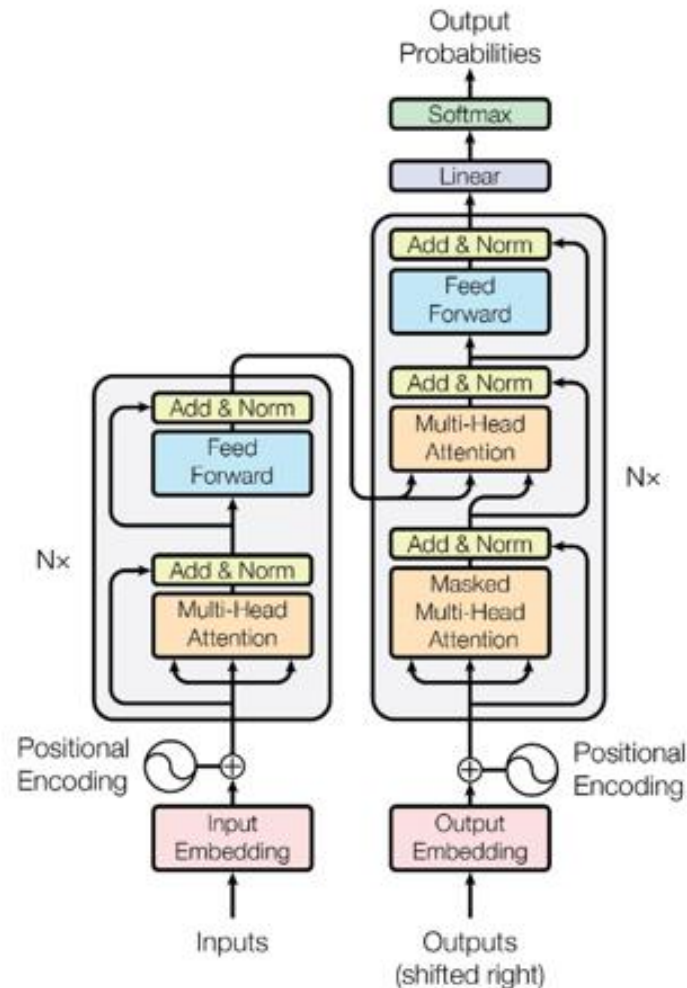 Output
Probabilities
Softmax
Linear
Add & Norm
Feed
Forward
Add & Norm
Multi-Head
Attention
Add & Norm
Masked
Multi-Head
Attention
N×
Add & Norm
Feed
Forward
Add & Norm
Multi-Head
Attention
N×
Positional
Encoding
Positional
Encoding
Input
Embedding
Output
Embedding
Inputs
Outputs
(shifted right)